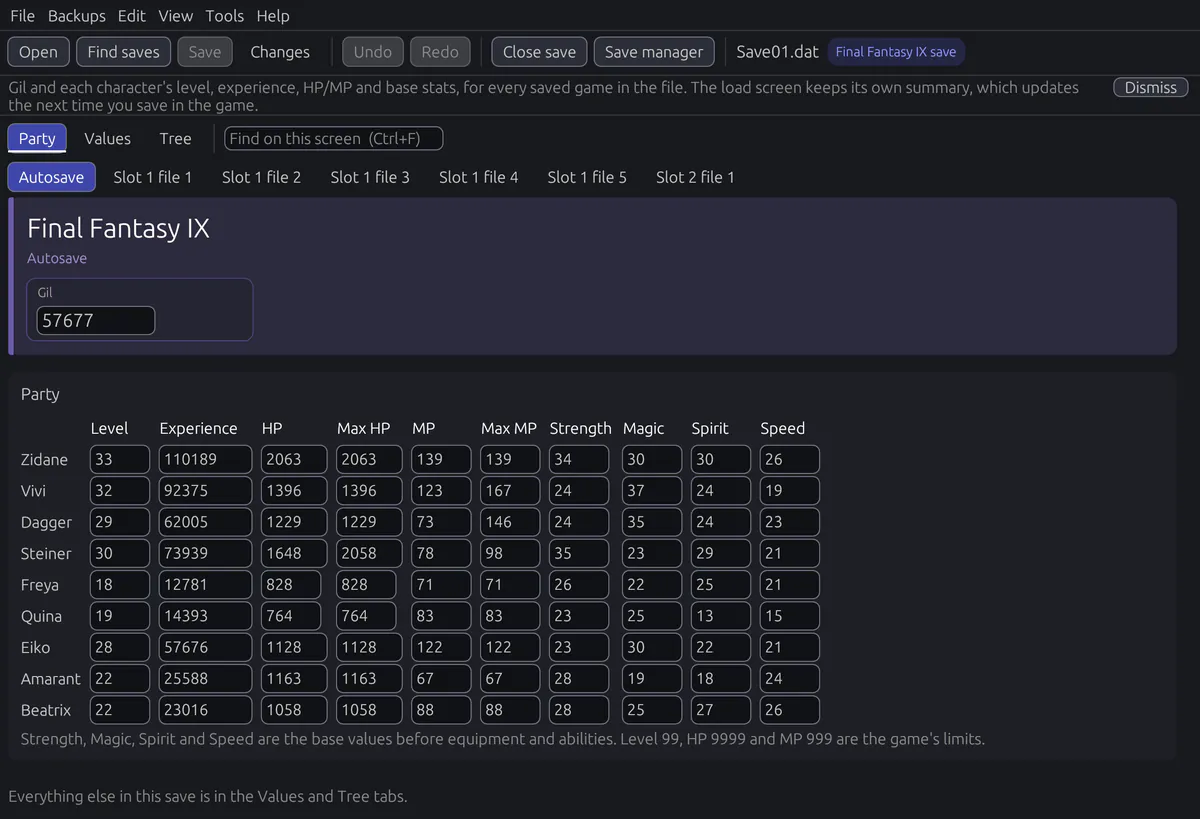 File Backups Edit View Tools Help
Open Find saves Save Changes Undo Redo Close save Save manager Save01.dat Final Fantasy IX save
Gil and each character's level, experience, HP/MP and base stats, for every saved game in the file. The load screen keeps its own summary, which updates
the next time you save in the game.
Dismiss
Party Values Tree Find on this screen (Ctrl+F)
Autosave Slot 1 file 1 Slot 1 file 2 Slot 1 file 3 Slot 1 file 4 Slot 1 file 5 Slot 2 file 1
Final Fantasy IX
Autosave
Gil
57677
Party
Level Experience HP Max HP MP Max MP Strength Magic Spirit Speed
Zidane 33 110189 2063 2063 139 139 34 30 30 26
Vivi 32 92375 1396 1396 123 167 24 37 24 19
Dagger 29 62005 1229 1229 73 146 24 35 24 23
Steiner 30 73939 1648 2058 78 98 35 23 29 21
Freya 18 12781 828 828 71 71 26 22 25 21
Quina 19 14393 764 764 83 83 23 25 13 15
Eiko 28 57676 1128 1128 122 122 23 30 22 21
Amarant 22 25588 1163 1163 67 67 28 19 18 24
Beatrix 22 23016 1058 1058 88 88 28 25 27 26
Strength, Magic, Spirit and Speed are the base values before equipment and abilities. Level 99, HP 9999 and MP 999 are the game's limits.
Everything else in this save is in the Values and Tree tabs.